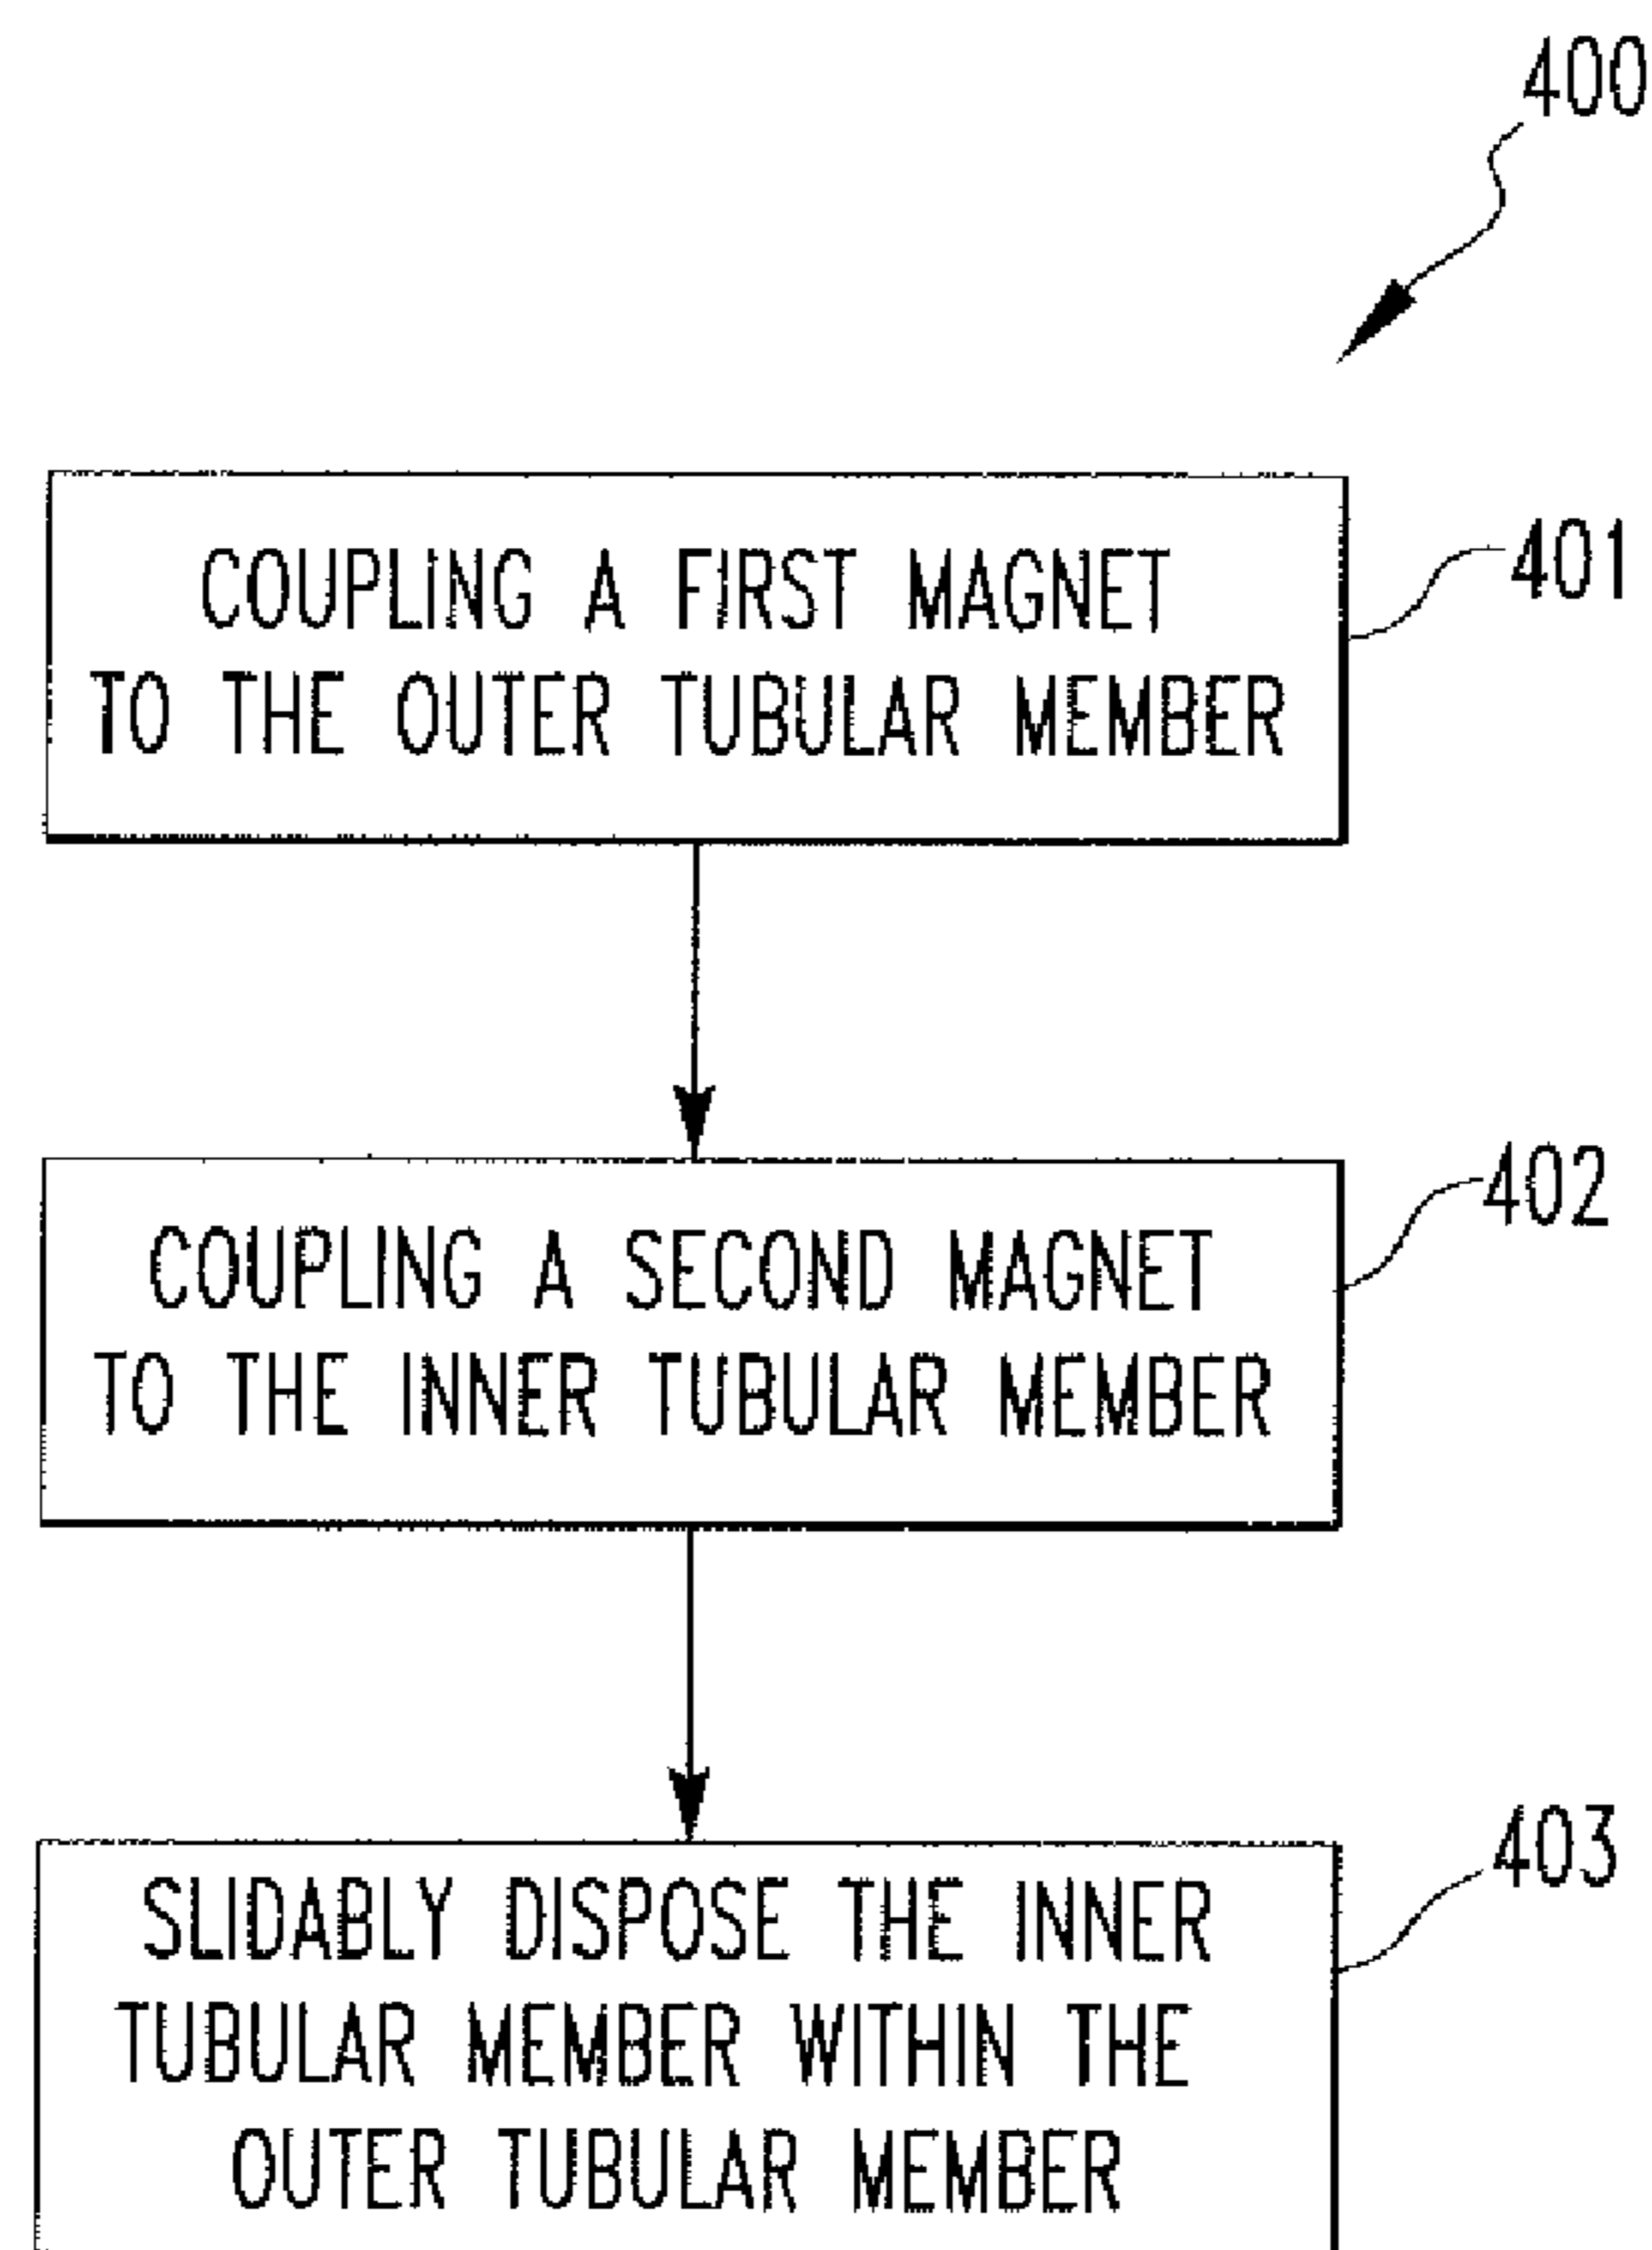 400
COUPLING A FIRST MAGNET
TO THE OUTER TUBULAR MEMBER
401
COUPLING A SECOND MAGNET
TO THE INNER TUBULAR MEMBER
402
SLIDABLY DISPOSE THE INNER
TUBULAR MEMBER WITHIN THE
OUTER TUBULAR MEMBER
403